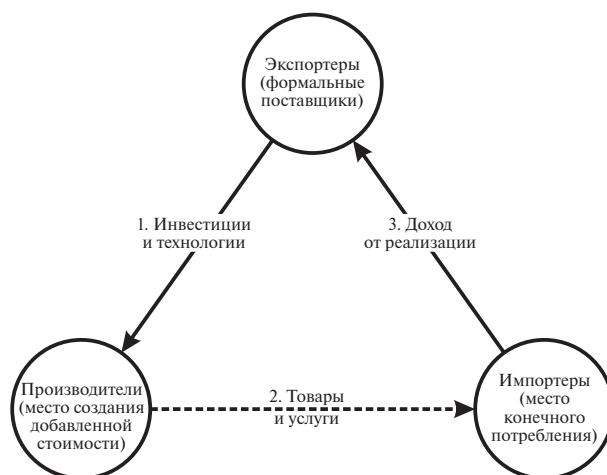 Экспортеры
(формальные
поставщики)
1. Инвестиции
и технологии
3. Доход
от реализации
Производители
(место создания
добавленной
стоимости)
2. Товары
и услуги
Импортеры
(место
конечного
потребления)